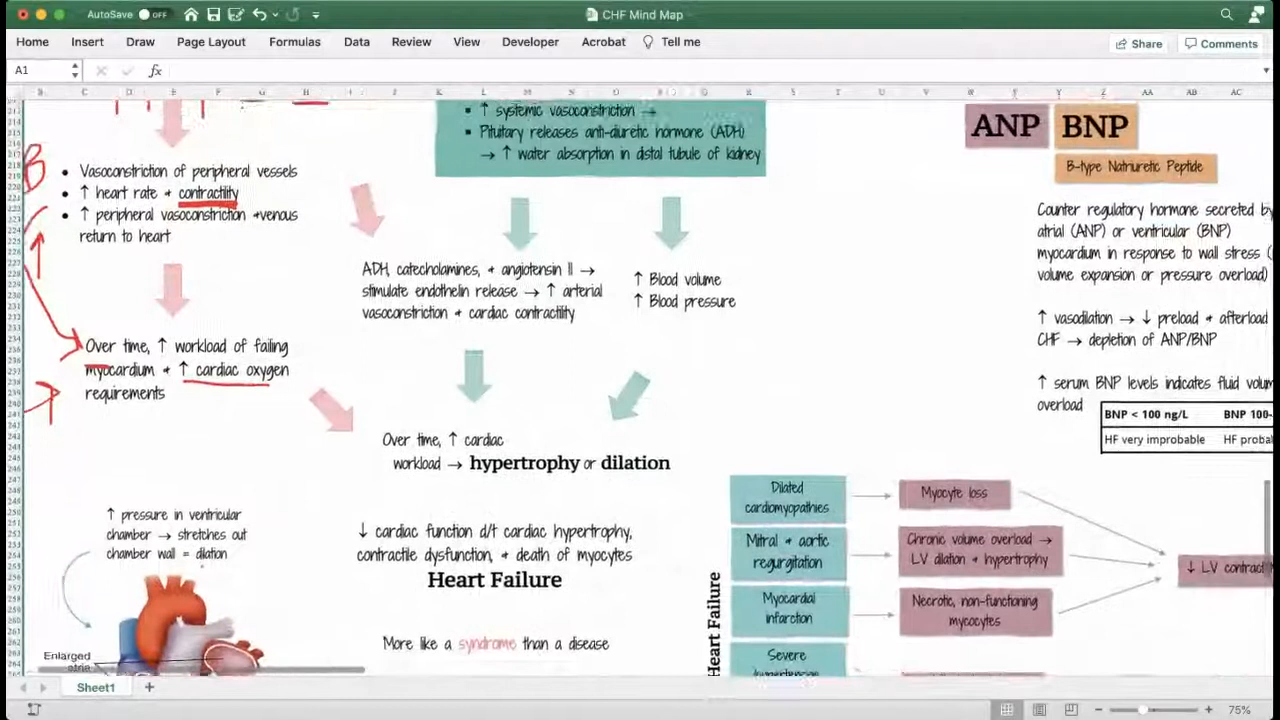 AutoSave OFF
CHF Mind Map
Home Insert Draw Page Layout Formulas Data Review View Developer Acrobat Tell me
Share Comments
A1 fx
• ↑ systemic vasoconstriction →
• Pituitary releases anti-diuretic hormone (ADH)
→ ↑ water absorption in distal tubule of kidney
ANP BNP
B-type Natriuretic Peptide
• Vasoconstriction of peripheral vessels
• ↑ heart rate + contractility
• ↑ peripheral vasoconstriction +venous
return to heart
Counter regulatory hormone secreted by
atrial (ANP) or ventricular (BNP)
myocardium in response to wall stress (
volume expansion or pressure overload)
ADH, catecholamines, + angiotensin II →
stimulate endothelin release → ↑ arterial
vasoconstriction + cardiac contractility
↑ Blood volume
↑ Blood pressure
↑ vasodilation → ↓ preload + afterload
CHF → depletion of ANP/BNP
Over time, ↑ workload of failing
myocardium + ↑ cardiac oxygen
requirements
↑ serum BNP levels indicates fluid volum
overload
BNP < 100 ng/L BNP 100-
HF very improbable HF proba
Over time, ↑ cardiac
workload → hypertrophy or dilation
↑ pressure in ventricular
chamber → stretches out
chamber wall = dilation
↓ cardiac function d/t cardiac hypertrophy,
contractile dysfunction, + death of myocytes
Heart Failure
More like a syndrome than a disease
Enlarged
atria
Heart Failure
Dilated
cardiomyopathies
Myocyte loss
Mitral + aortic
regurgitation
Chronic volume overload →
LV dilation + hypertrophy
↓ LV contract
Myocardial
infarction
Necrotic, non-functioning
mycocytes
Severe
hypertension
Sheet1
75%